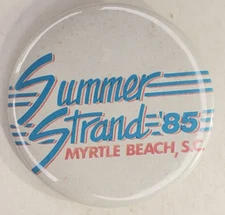 Summer
Strand '85
MYRTLE BEACH, S.C.